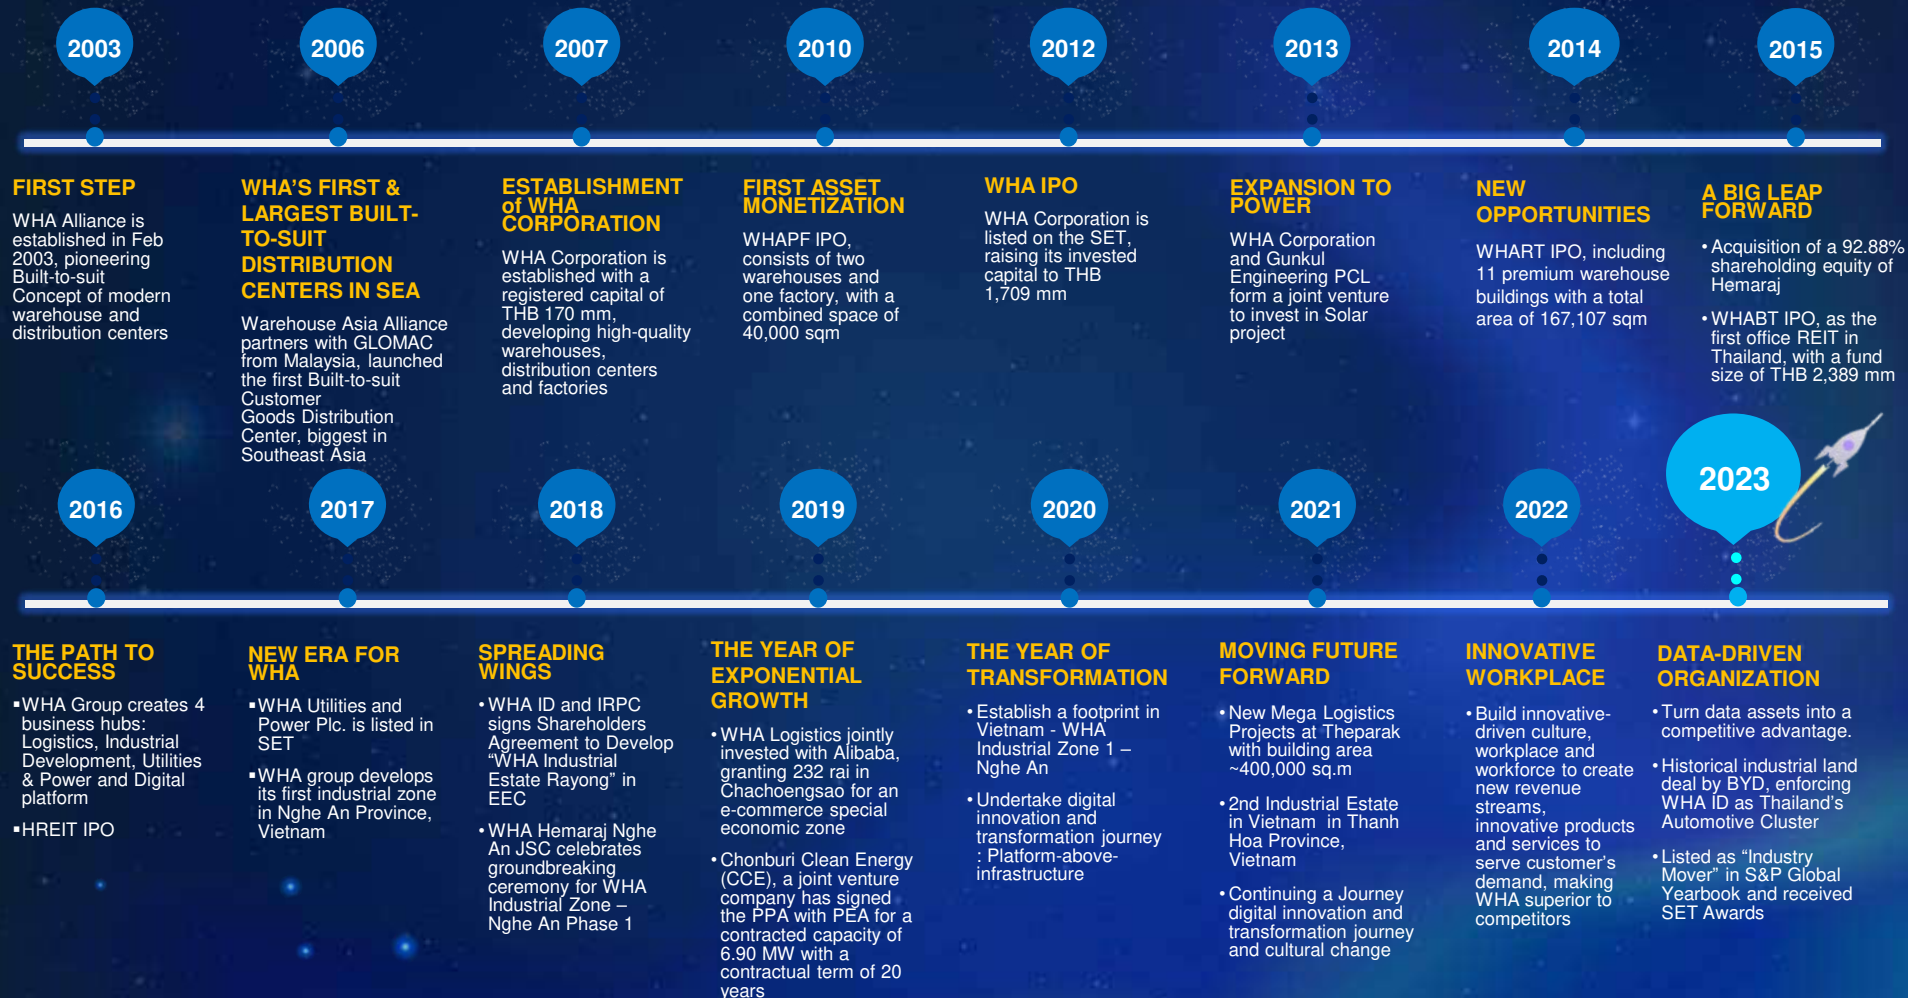 2003
2006
2007
2010
2012
2013
2014
2015
FIRST STEP
WHA Alliance is
established in Feb
2003, pioneering
Built-to-suit
Concept of modern
warehouse and
distribution centers
WHA'S FIRST &
LARGEST BUILT-
TO-SUIT
DISTRIBUTION
CENTERS IN SEA
Warehouse Asia Alliance
partners with GLOMAC
from Malaysia, launched
the first Built-to-suit
Customer
Goods Distribution
Center, biggest in
Southeast Asia
ESTABLISHMENT
of WHA
CORPORATION
WHA Corporation is
established with a
registered capital of
THB 170 mm,
developing high-quality
warehouses,
distribution centers
and factories
FIRST ASSET
MONETIZATION
WHAPF IPO,
consists of two
warehouses and
one factory, with a
combined space of
40,000 sqm
WHA IPO
WHA Corporation is
listed on the SET,
raising its invested
capital to THB
1,709 mm
EXPANSION TO
POWER
WHA Corporation
and Gunkul
Engineering PCL
form a joint venture
to invest in Solar
project
NEW
OPPORTUNITIES
WHART IPO, including
11 premium warehouse
buildings with a total
area of 167,107 sqm
A BIG LEAP
FORWARD
• Acquisition of a 92.88%
shareholding equity of
Hemaraj
• WHABT IPO, as the
first office REIT in
Thailand, with a fund
size of THB 2,389 mm
2016
2017
2018
2019
2020
2021
2022
2023
THE PATH TO
SUCCESS
▪WHA Group creates 4
business hubs:
Logistics, Industrial
Development, Utilities
& Power and Digital
platform
▪HREIT IPO
NEW ERA FOR
WHA
▪WHA Utilities and
Power Plc. is listed in
SET
▪WHA group develops
its first industrial zone
in Nghe An Province,
Vietnam
SPREADING
WINGS
• WHA ID and IRPC
signs Shareholders
Agreement to Develop
“WHA Industrial
Estate Rayong” in
EEC
• WHA Hemaraj Nghe
An JSC celebrates
groundbreaking
ceremony for WHA
Industrial Zone –
Nghe An Phase 1
THE YEAR OF
EXPONENTIAL
GROWTH
• WHA Logistics jointly
invested with Alibaba,
granting 232 rai in
Chachoengsao for an
e-commerce special
economic zone
• Chonburi Clean Energy
(CCE), a joint venture
company has signed
the PPA with PEA for a
contracted capacity of
6.90 MW with a
contractual term of 20
years
THE YEAR OF
TRANSFORMATION
• Establish a footprint in
Vietnam - WHA
Industrial Zone 1 –
Nghe An
• Undertake digital
innovation and
transformation journey
: Platform-above-
infrastructure
MOVING FUTURE
FORWARD
• New Mega Logistics
Projects at Theparak
with building area
~400,000 sq.m
• 2nd Industrial Estate
in Vietnam in Thanh
Hoa Province,
Vietnam
• Continuing a Journey
digital innovation and
transformation journey
and cultural change
INNOVATIVE
WORKPLACE
• Build innovative-
driven culture,
workplace and
workforce to create
new revenue
streams,
innovative products
and services to
serve customer's
demand, making
WHA superior to
competitors
DATA-DRIVEN
ORGANIZATION
• Turn data assets into a
competitive advantage.
• Historical industrial land
deal by BYD, enforcing
WHA ID as Thailand's
Automotive Cluster
• Listed as “Industry
Mover” in S&P Global
Yearbook and received
SET Awards